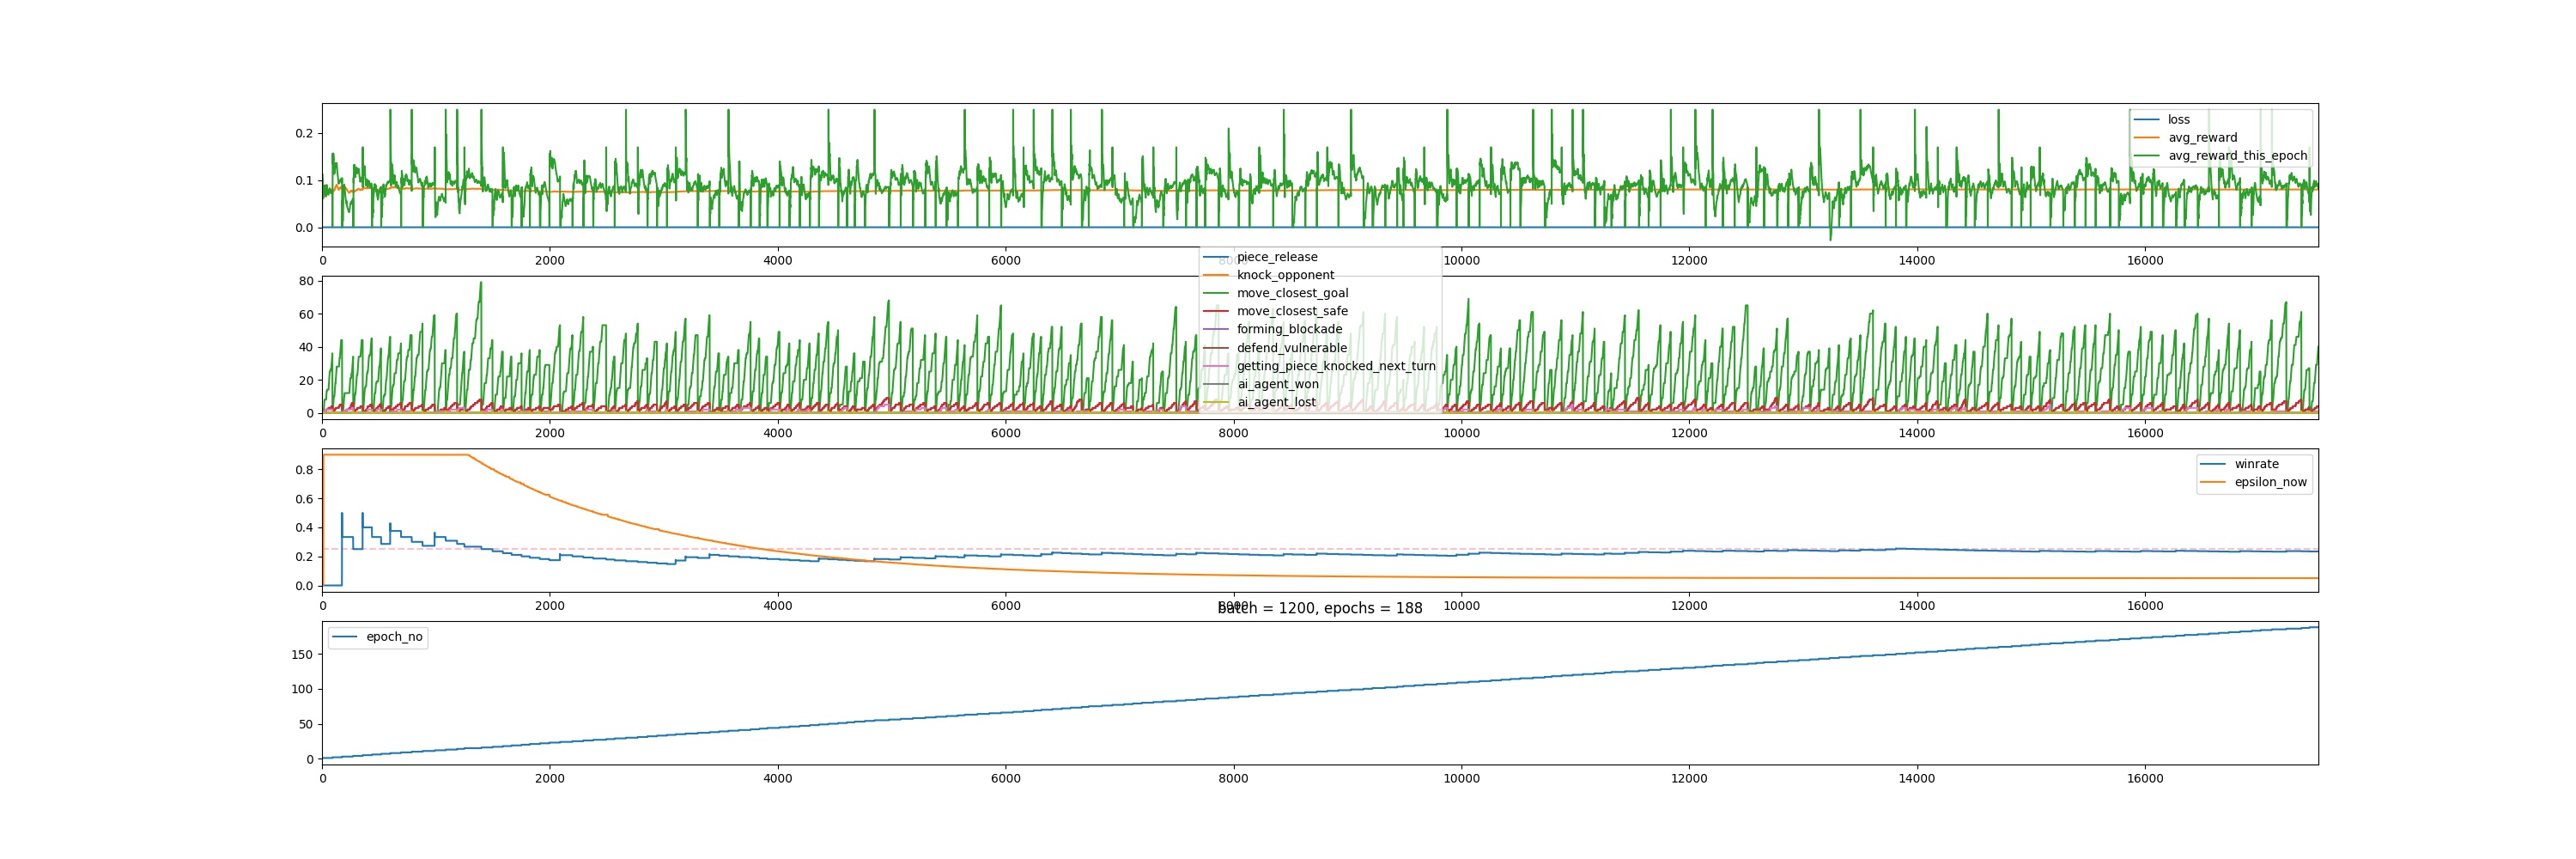 0.2
0.1
0.0
loss
avg_reward
avg_reward_this_epoch
0 2000 4000 6000 8000 10000 12000 14000 16000
80
60
40
20
0
piece_release
knock_opponent
move_closest_goal
move_closest_safe
forming_blockade
defend_vulnerable
getting_piece_knocked_next_turn
ai_agent_won
ai_agent_lost
0 2000 4000 6000 8000 10000 12000 14000 16000
0.8
0.6
0.4
0.2
0.0
winrate
epsilon_now
0 2000 4000 6000 8000 10000 12000 14000 16000
batch = 1200, epochs = 188
epoch_no
150
100
50
0
0 2000 4000 6000 8000 10000 12000 14000 16000